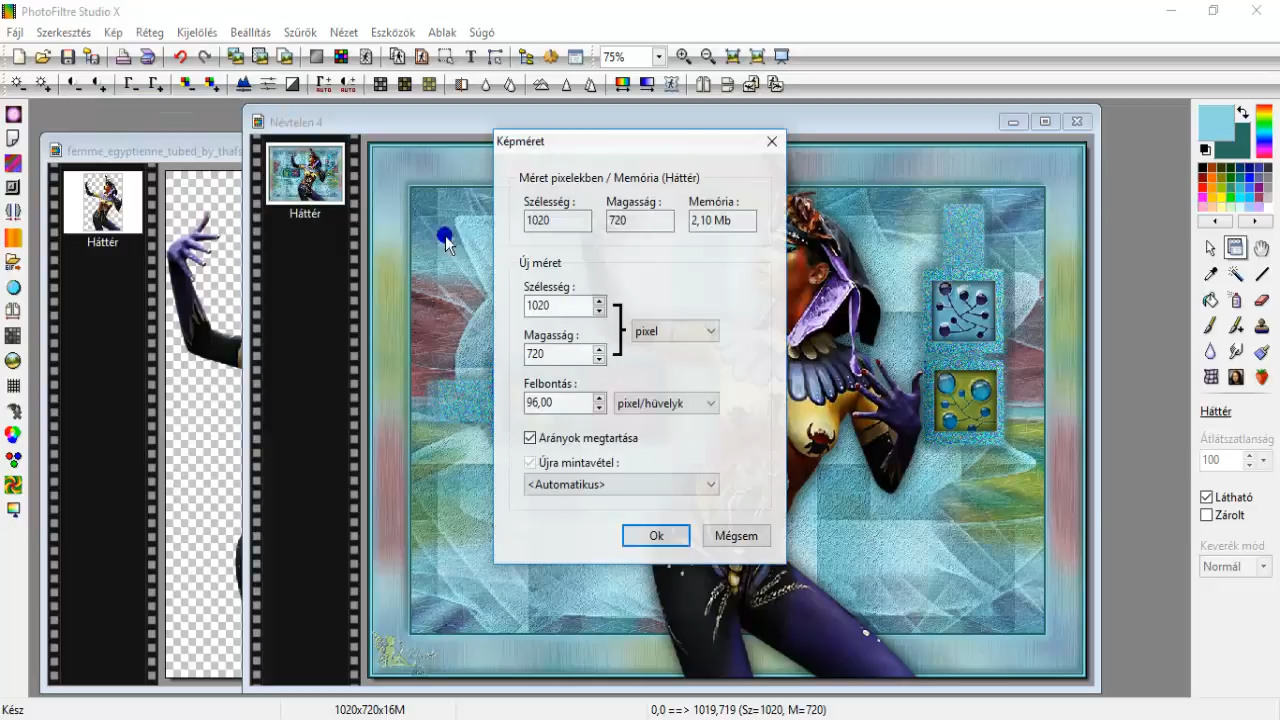 PhotoFiltre Studio X
Fájl Szerkesztés Kép Réteg Kijelölés Beállítás Szűrők Nézet Eszközök Ablak Súgó
75%
AUTO AUTO
Névtelen 4
femme_egyptienne_tubed_by_thafs
Háttér
Háttér
Képméret
Méret pixelekben / Memória (Háttér)
Szélesség : Magasság : Memória :
1020 720 2,10 Mb
Új méret
Szélesség :
1020
pixel
Magasság :
720
Felbontás :
96,00 pixel/hüvelyk
Arányok megtartása
Újra mintavétel :
<Automatikus>
Ok Mégsem
GIF
Háttér
Átlátszatlanság
100
Látható
Zárolt
Keverék mód
Normál
Kész 1020x720x16M 0,0 ==> 1019,719 (Sz=1020, M=720)